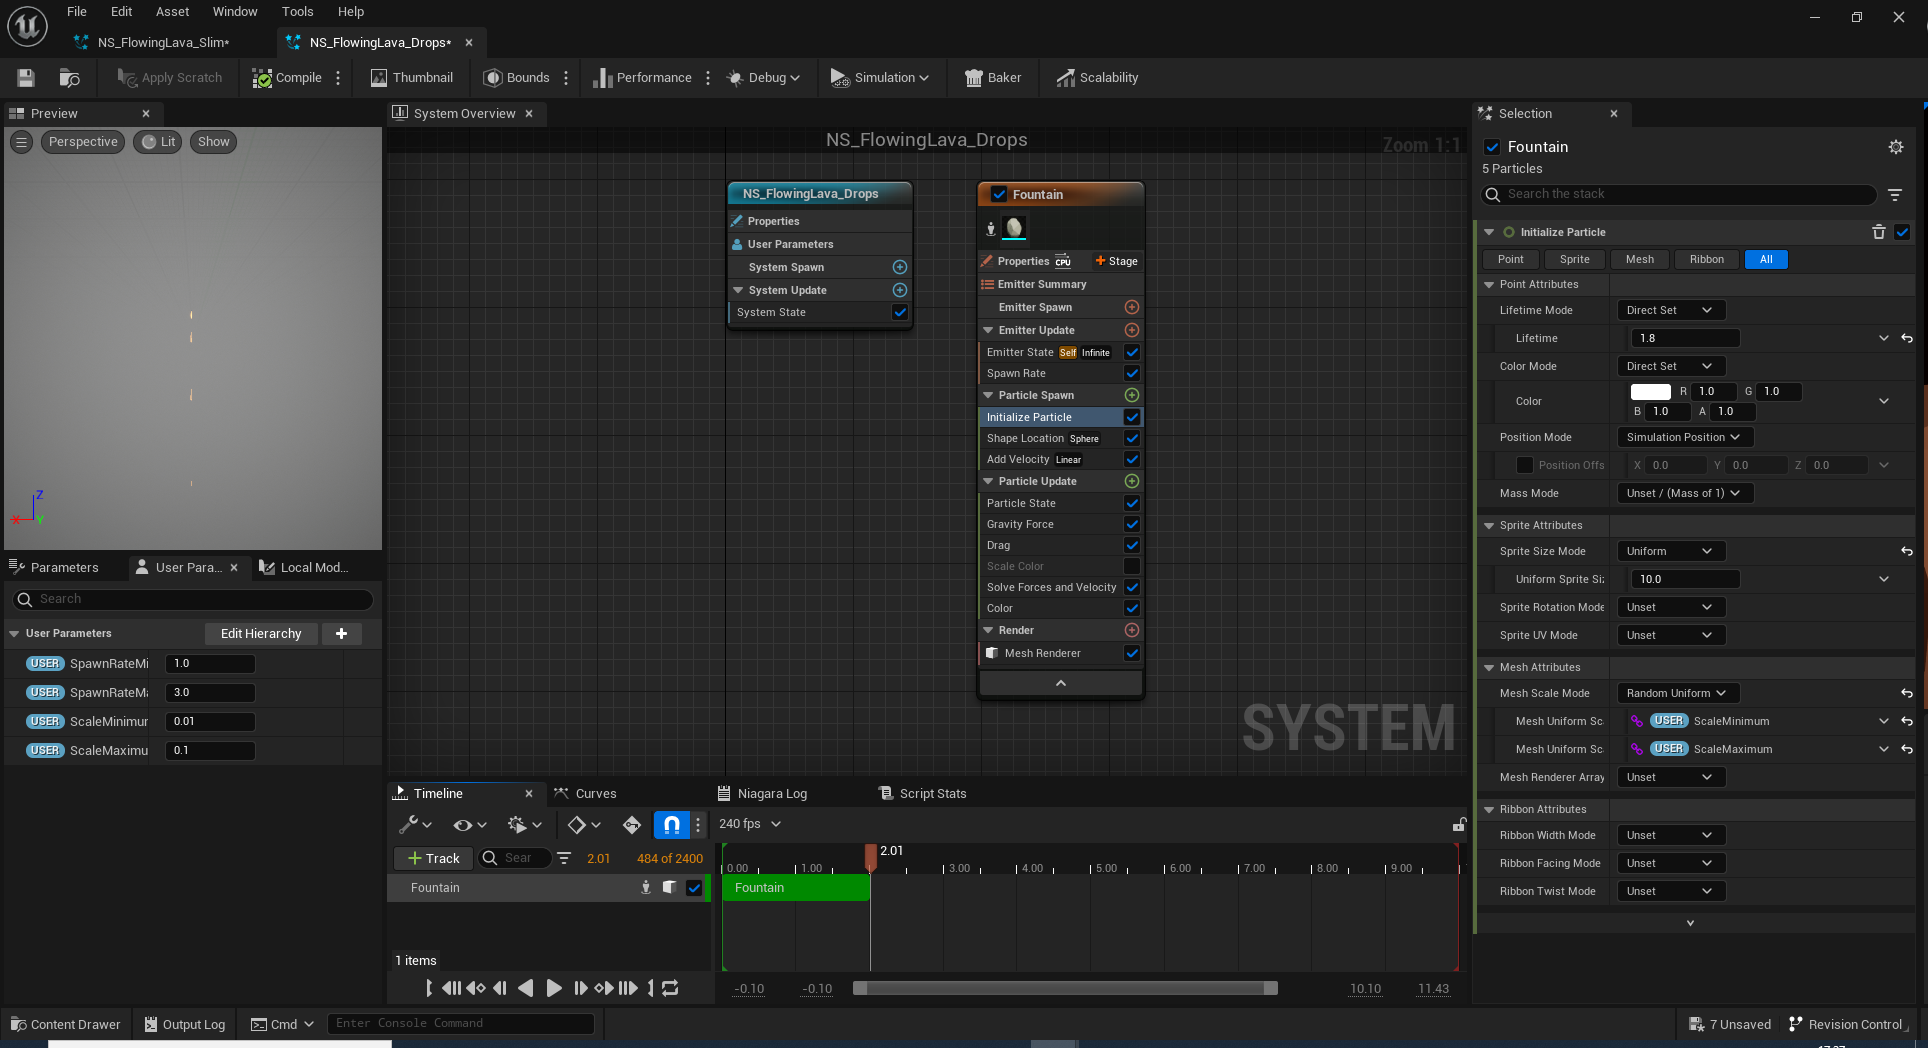 File Edit Asset Window Tools Help
NS_FlowingLava_Slim*
NS_FlowingLava_Drops*
Apply Scratch
Compile
Thumbnail
Bounds
Performance
Debug
Simulation
Baker
Scalability
Preview
Perspective
Lit
Show
Z
X
Y
Parameters
User Para...
Local Mod...
Search
User Parameters
Edit Hierarchy
USER SpawnRateMi 1.0
USER SpawnRateMa 3.0
USER ScaleMinimur 0.01
USER ScaleMaximu 0.1
System Overview
NS_FlowingLava_Drops
Zoom 1:1
NS_FlowingLava_Drops
Properties
User Parameters
System Spawn
System Update
System State
Fountain
Properties CPU + Stage
Emitter Summary
Emitter Spawn
Emitter Update
Emitter State Self Infinite
Spawn Rate
Particle Spawn
Initialize Particle
Shape Location Sphere
Add Velocity Linear
Particle Update
Particle State
Gravity Force
Drag
Scale Color
Solve Forces and Velocity
Color
Render
Mesh Renderer
SYSTEM
Timeline
Curves
Niagara Log
Script Stats
240 fps
+ Track
Sear
2.01
484 of 2400
2.01
0.00 1.00 3.00 4.00 5.00 6.00 7.00 8.00 9.00
Fountain
Fountain
1 items
-0.10 -0.10 10.10 11.43
Selection
Fountain
5 Particles
Search the stack
Initialize Particle
Point Sprite Mesh Ribbon All
Point Attributes
Lifetime Mode Direct Set
Lifetime 1.8
Color Mode Direct Set
Color R 1.0 G 1.0
B 1.0 A 1.0
Position Mode Simulation Position
Position Offs X 0.0 Y 0.0 Z 0.0
Mass Mode Unset / (Mass of 1)
Sprite Attributes
Sprite Size Mode Uniform
Uniform Sprite Siz 10.0
Sprite Rotation Mode Unset
Sprite UV Mode Unset
Mesh Attributes
Mesh Scale Mode Random Uniform
Mesh Uniform Sc USER ScaleMinimum
Mesh Uniform Sc USER ScaleMaximum
Mesh Renderer Array Unset
Ribbon Attributes
Ribbon Width Mode Unset
Ribbon Facing Mode Unset
Ribbon Twist Mode Unset
Content Drawer
Output Log
Cmd
Enter Console Command
7 Unsaved
Revision Control